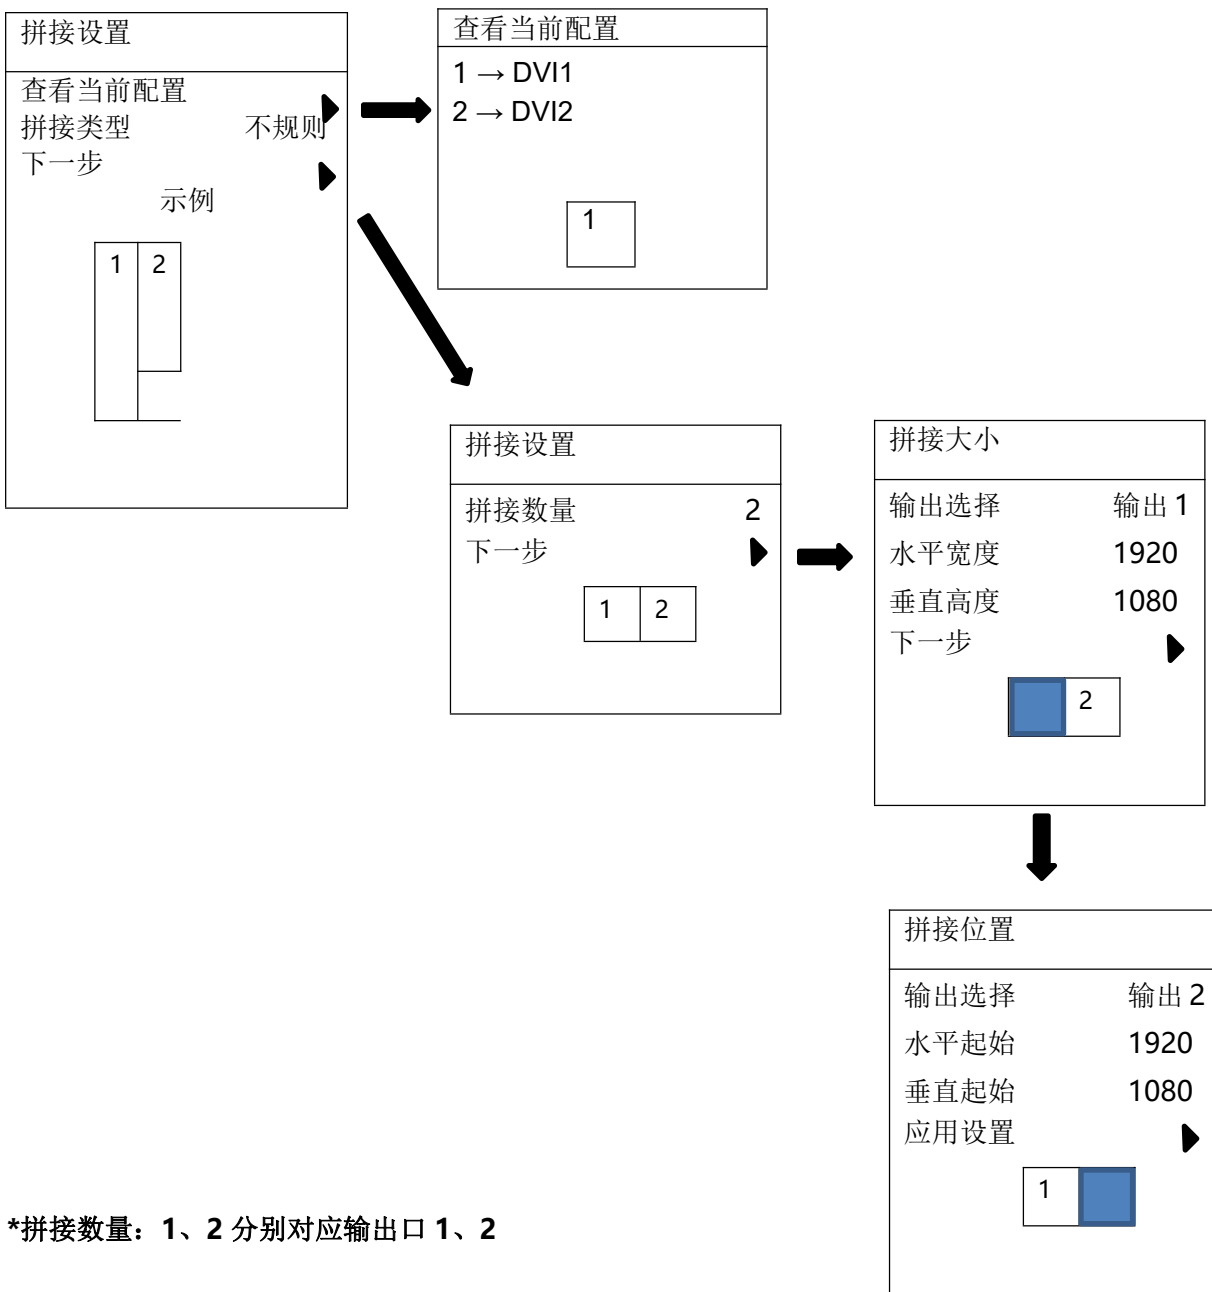 拼接设置
查看当前配置
拼接类型 不规则
下一步
示例
1 2
查看当前配置
1 → DVI1
2 → DVI2
1
拼接设置
拼接数量 2
下一步
1 2
拼接大小
输出选择 输出 1
水平宽度 1920
垂直高度 1080
下一步
2
拼接位置
输出选择 输出 2
水平起始 1920
垂直起始 1080
应用设置
1
*拼接数量：1、2 分别对应输出口 1、2